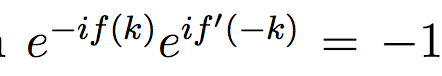 e^{-if(k)}e^{if'(-k)} = -1